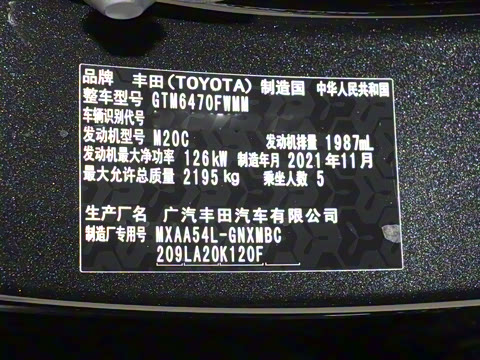 品牌 丰田(TOYOTA) 制造国 中华人民共和国
整车型号 GTM6470FWMM
车辆识别代号
发动机型号 M20C 发动机排量 1987mL
发动机最大净功率 126kW 制造年月 2021年11月
最大允许总质量 2195kg 乘坐人数 5
生产厂名 广汽丰田汽车有限公司
制造厂专用号 MXAA54L-GNXMBC
209LA20K120F